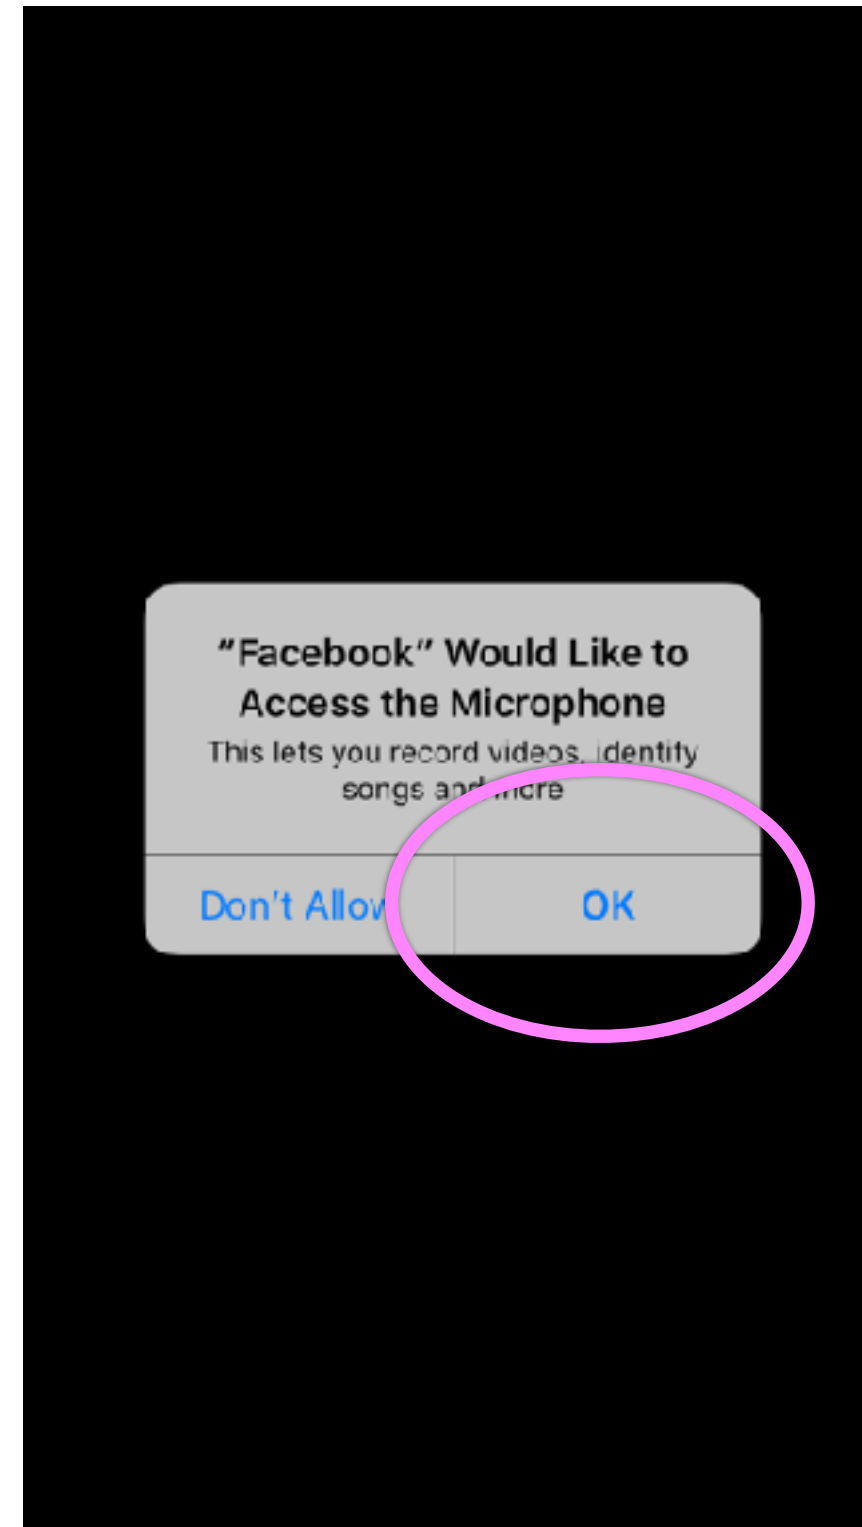 “Facebook” Would Like to
Access the Microphone
This lets you record videos, identify
songs and more
Don't Allow
OK